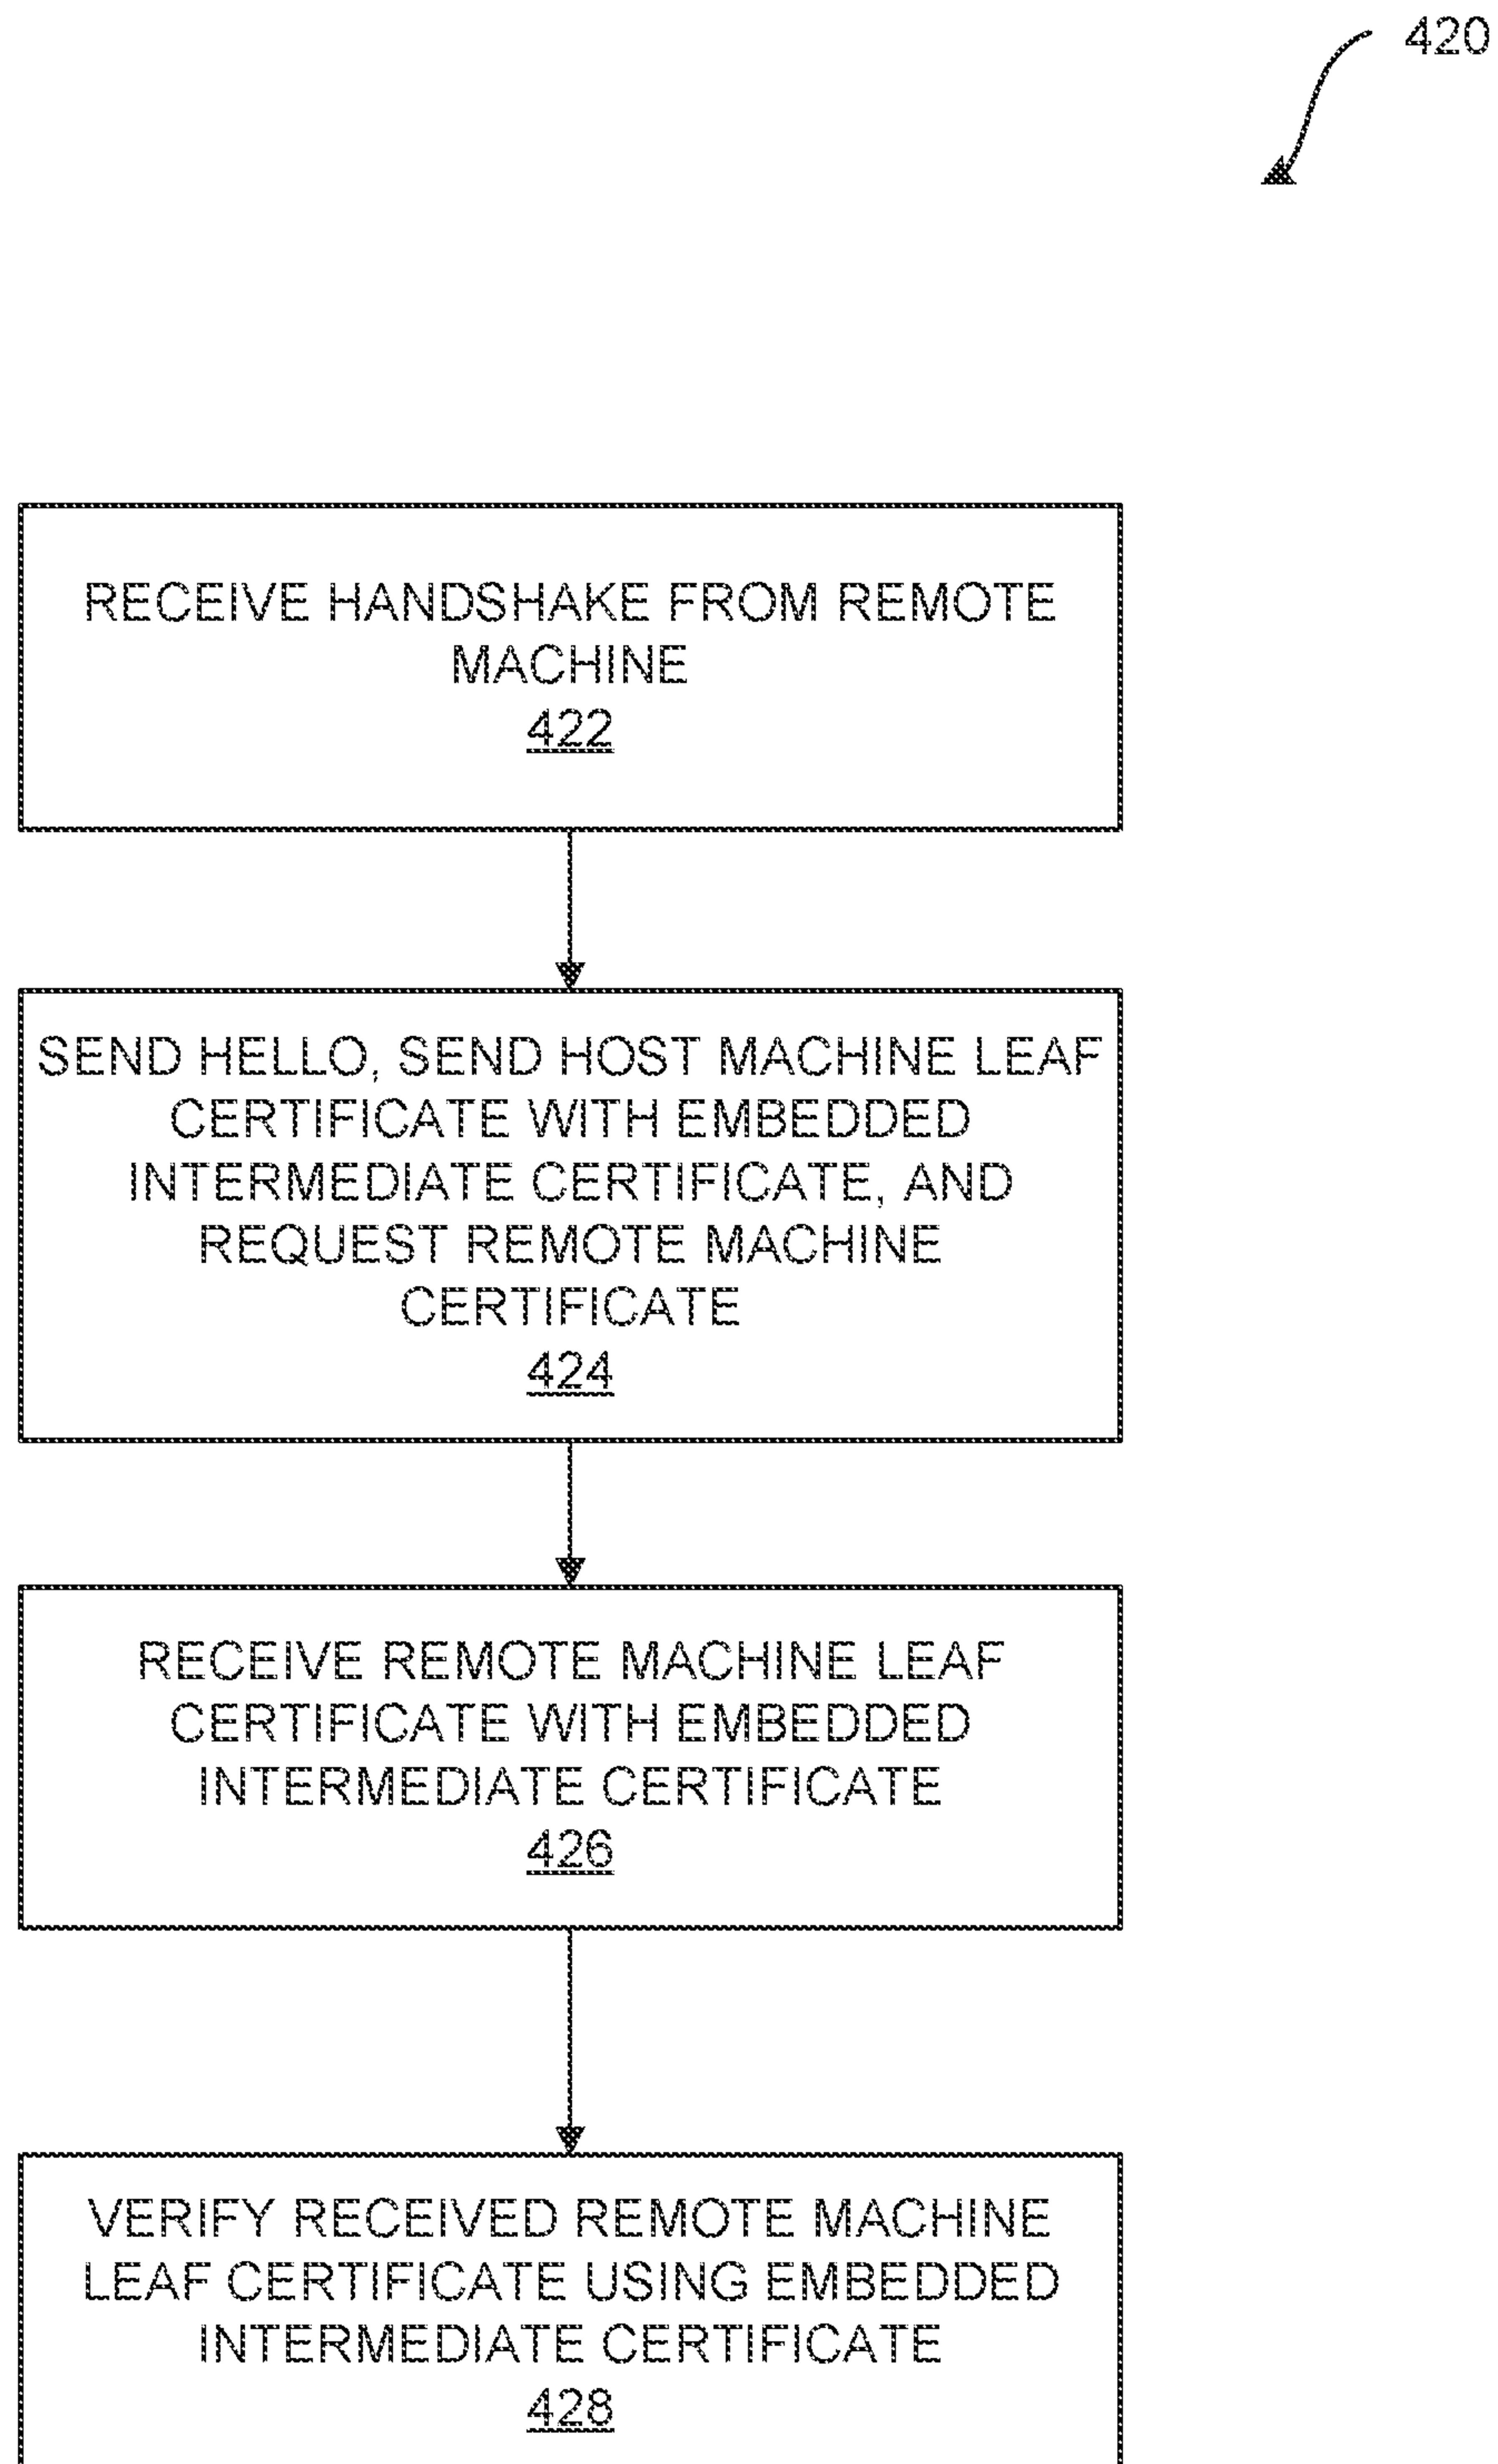 420
RECEIVE HANDSHAKE FROM REMOTE
MACHINE
422
SEND HELLO, SEND HOST MACHINE LEAF
CERTIFICATE WITH EMBEDDED
INTERMEDIATE CERTIFICATE, AND
REQUEST REMOTE MACHINE
CERTIFICATE
424
RECEIVE REMOTE MACHINE LEAF
CERTIFICATE WITH EMBEDDED
INTERMEDIATE CERTIFICATE
426
VERIFY RECEIVED REMOTE MACHINE
LEAF CERTIFICATE USING EMBEDDED
INTERMEDIATE CERTIFICATE
428